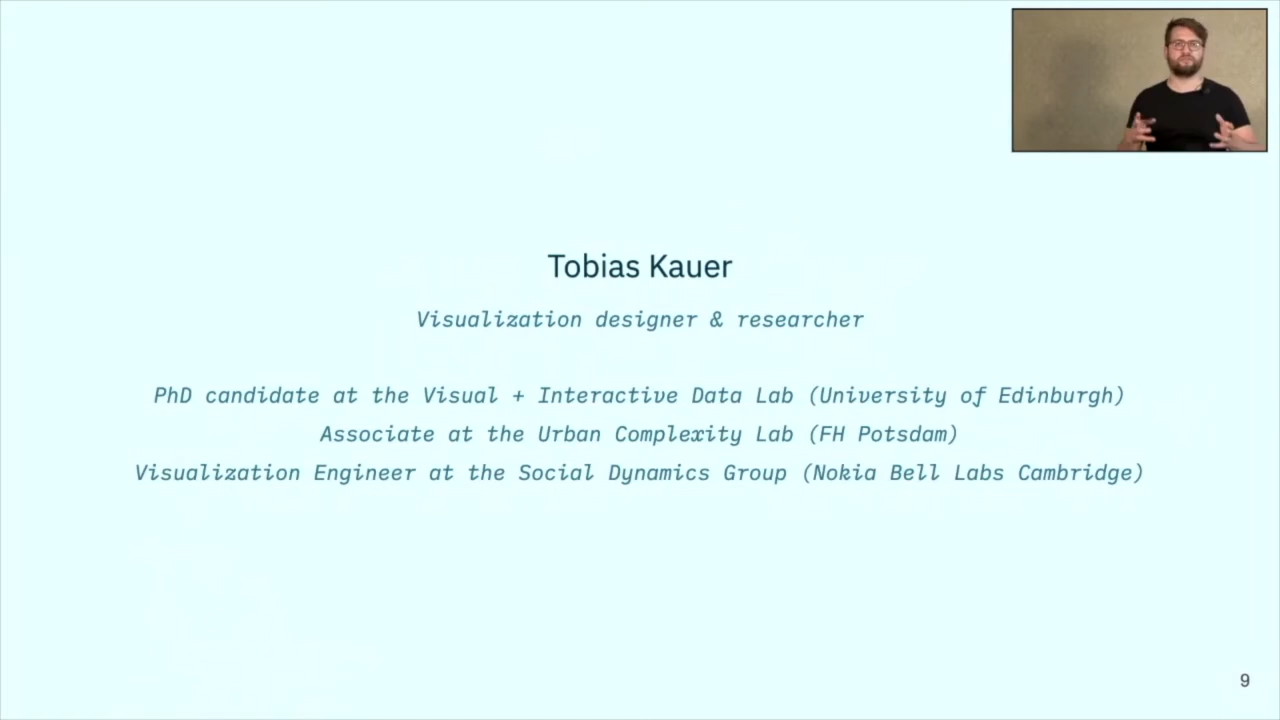 Tobias Kauer
Visualization designer & researcher
PhD candidate at the Visual + Interactive Data Lab (University of Edinburgh)
Associate at the Urban Complexity Lab (FH Potsdam)
Visualization Engineer at the Social Dynamics Group (Nokia Bell Labs Cambridge)
9